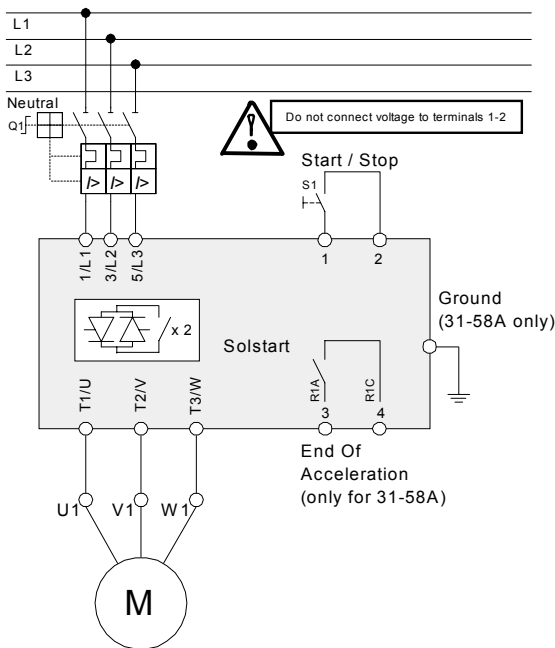 L1
L2
L3
Neutral
Q1
Do not connect voltage to terminals 1-2
I> I> I>
Start / Stop
S1
1/L1 3/L2 5/L3
1 2
Ground
(31-58A only)
x 2
Solstart
T1/U T2/V T3/W
R1A R1C
3 4
End Of
Acceleration
(only for 31-58A)
U1 V1 W1
M